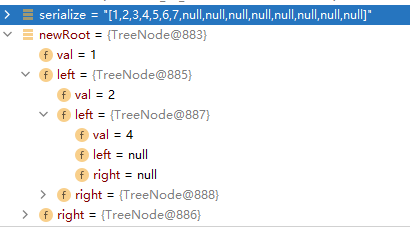 serialize = "[1,2,3,4,5,6,7,null,null,null,null,null,null,null,null]"
newRoot = {TreeNode@883}
f val = 1
f left = {TreeNode@885}
f val = 2
f left = {TreeNode@887}
f val = 4
f left = null
f right = null
f right = {TreeNode@888}
f right = {TreeNode@886}